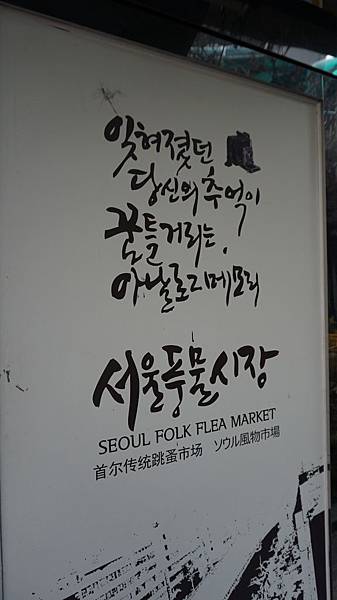 잊혀졌던
당신의 추억이
꿈틀거리는,
아날로그메모리
서울풍물시장
SEOUL FOLK FLEA MARKET
首尔传统跳蚤市场 ソウル風物市場